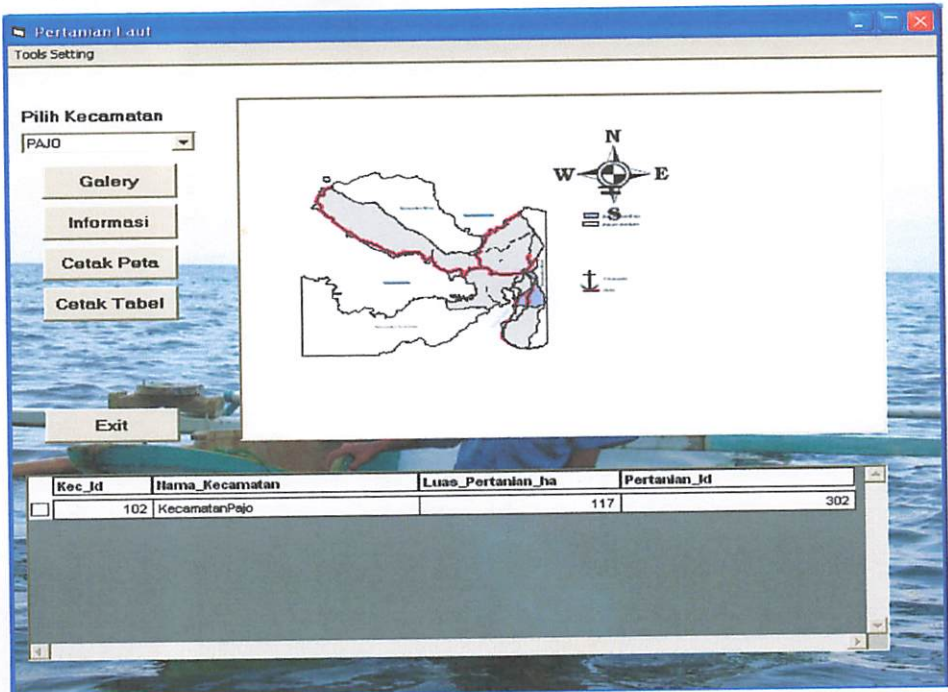 Pertanian Laut
Tools Setting
Pilih Kecamatan
PAJO
Galery
Informasi
Cetak Peta
Cetak Tabel
Exit
N
W E
S
Kec_Id Nama_Kecamatan Luas_Pertanian_ha Pertanian_Id
102 KecamatanPajo 117 302